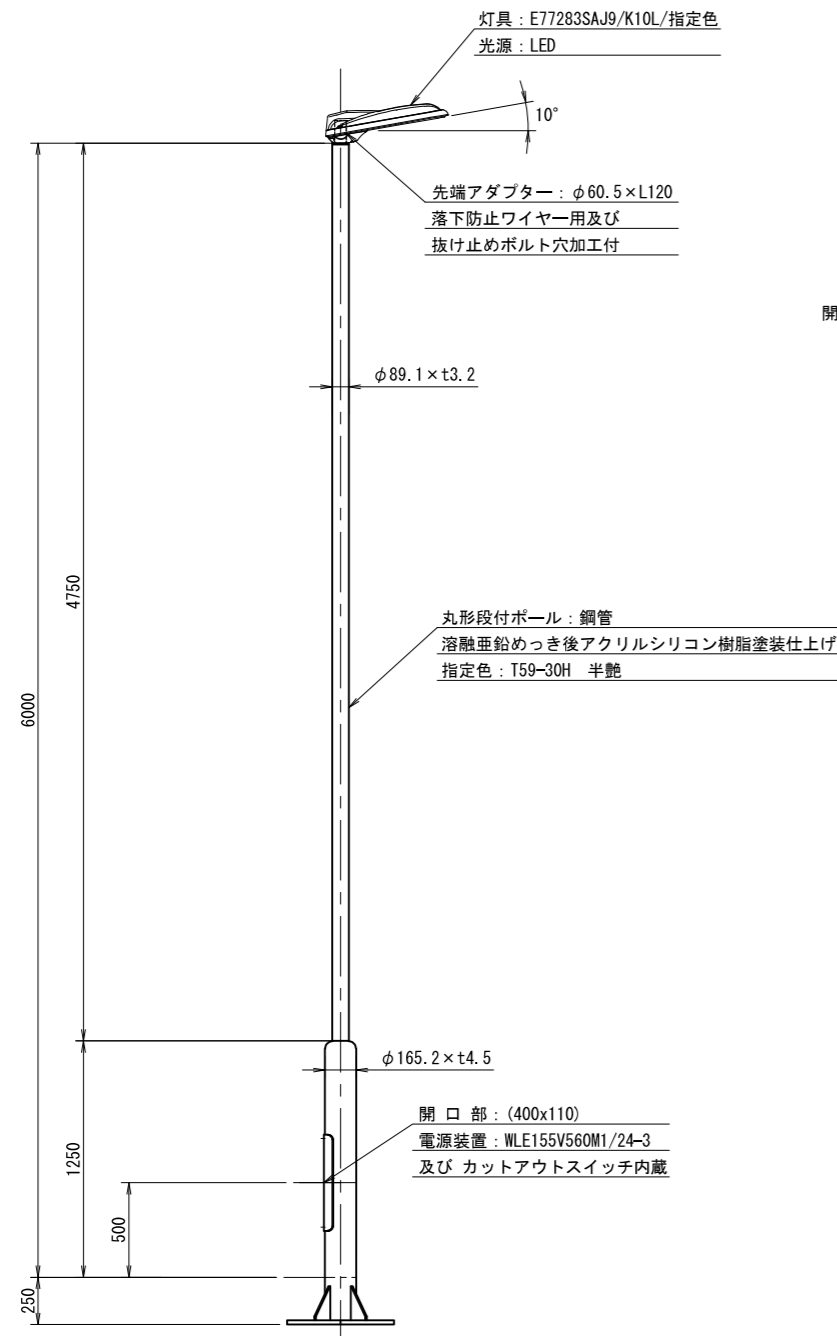 灯具：E77283SAJ9/K10L/指定色
光源：LED
10°
先端アダプター：φ60.5×L120
落下防止ワイヤー用及び
抜け止めボルト穴加工付
開
φ89.1×t3.2
4750
丸形段付ポール：鋼管
溶融亜鉛めっき後アクリルシリコン樹脂塗装仕上げ
指定色：T59-30H 半艶
6000
φ165.2×t4.5
開 口 部：(400x110)
電源装置：WLE155V560M1/24-3
及び カットアウトスイッチ内蔵
1250
500
250